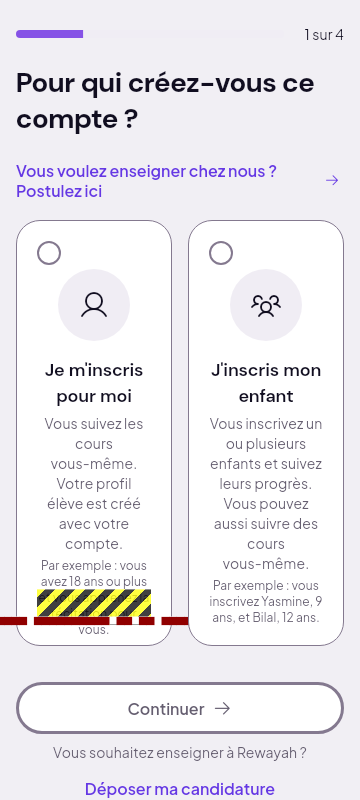 1 sur 4
Pour qui créez-vous ce
compte ?
Vous voulez enseigner chez nous ?
Postulez ici
Je m'inscris
pour moi
Vous suivez les
cours
vous-même.
Votre profil
élève est créé
avec votre
compte.
Par exemple : vous
avez 18 ans ou plus
vous.
J'inscris mon
enfant
Vous inscrivez un
ou plusieurs
enfants et suivez
leurs progrès.
Vous pouvez
aussi suivre des
cours
vous-même.
Par exemple : vous
inscrivez Yasmine, 9
ans, et Bilal, 12 ans.
Continuer
Vous souhaitez enseigner à Rewayah ?
Déposer ma candidature